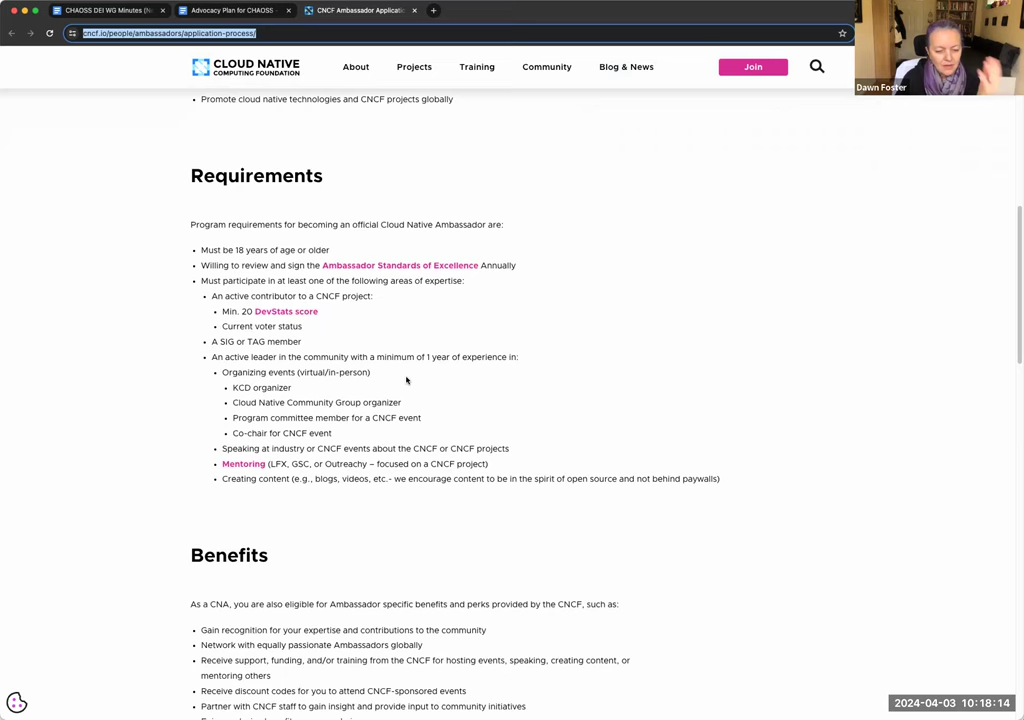 CHAOSS DEI WG Minutes (N
Advocacy Plan for CHAOSS
CNCF Ambassador Applicatio
cncf.io/people/ambassadors/application-process/
CLOUD NATIVE
COMPUTING FOUNDATION
About
Projects
Training
Community
Blog & News
Join
Dawn Foster
Promote cloud native technologies and CNCF projects globally
Requirements
Program requirements for becoming an official Cloud Native Ambassador are:
Must be 18 years of age or older
Willing to review and sign the Ambassador Standards of Excellence Annually
Must participate in at least one of the following areas of expertise:
An active contributor to a CNCF project:
Min. 20 DevStats score
Current voter status
A SIG or TAG member
An active leader in the community with a minimum of 1 year of experience in:
Organizing events (virtual/in-person)
KCD organizer
Cloud Native Community Group organizer
Program committee member for a CNCF event
Co-chair for CNCF event
Speaking at industry or CNCF events about the CNCF or CNCF projects
Mentoring (LFX, GSC, or Outreachy – focused on a CNCF project)
Creating content (e.g., blogs, videos, etc.- we encourage content to be in the spirit of open source and not behind paywalls)
Benefits
As a CNA, you are also eligible for Ambassador specific benefits and perks provided by the CNCF, such as:
Gain recognition for your expertise and contributions to the community
Network with equally passionate Ambassadors globally
Receive support, funding, and/or training from the CNCF for hosting events, speaking, creating content, or
mentoring others
Receive discount codes for you to attend CNCF-sponsored events
Partner with CNCF staff to gain insight and provide input to community initiatives
2024-04-03 10:18:14